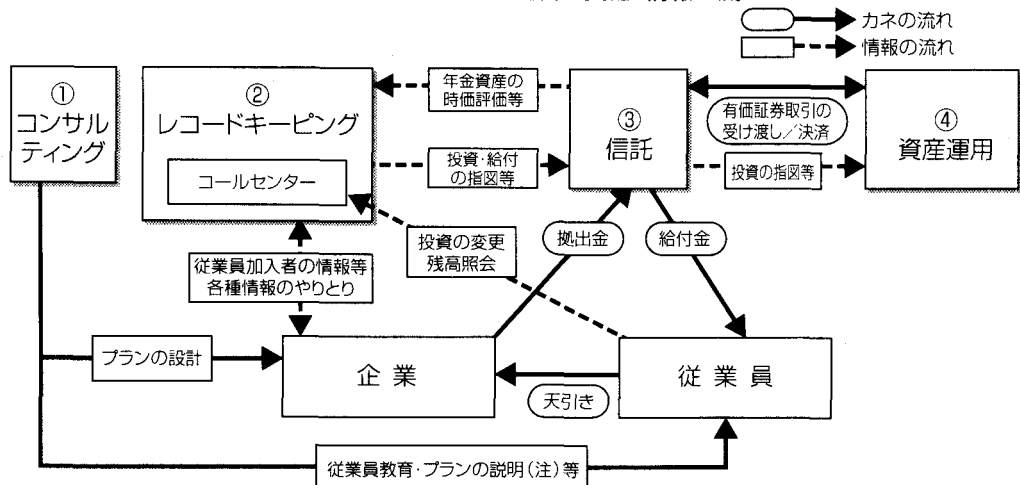 カネの流れ
情報の流れ
①
コンサル
ティング
②
レコードキーピング
コールセンター
年金資産の
時価評価等
投資・給付
の指図等
③
信託
有価証券取引の
受け渡し／決済
投資の指図等
④
資産運用
従業員加入者の情報等
各種情報のやりとり
投資の変更
残高照会
拠出金
給付金
プランの設計
企業
天引き
従業員
従業員教育・プランの説明(注)等